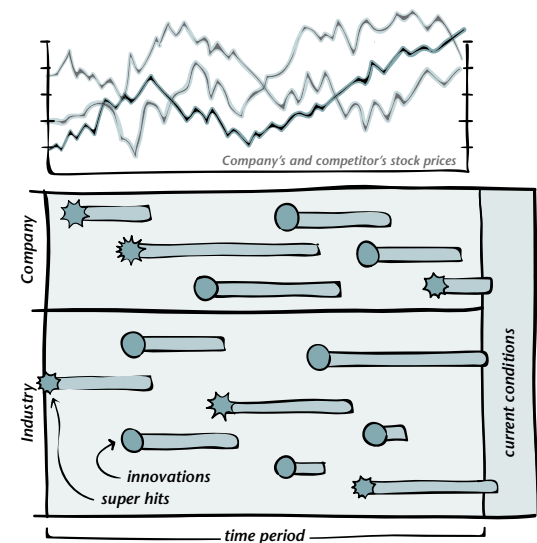 Company's and competitor's stock prices
Company
Industry
current conditions
innovations
super hits
time period